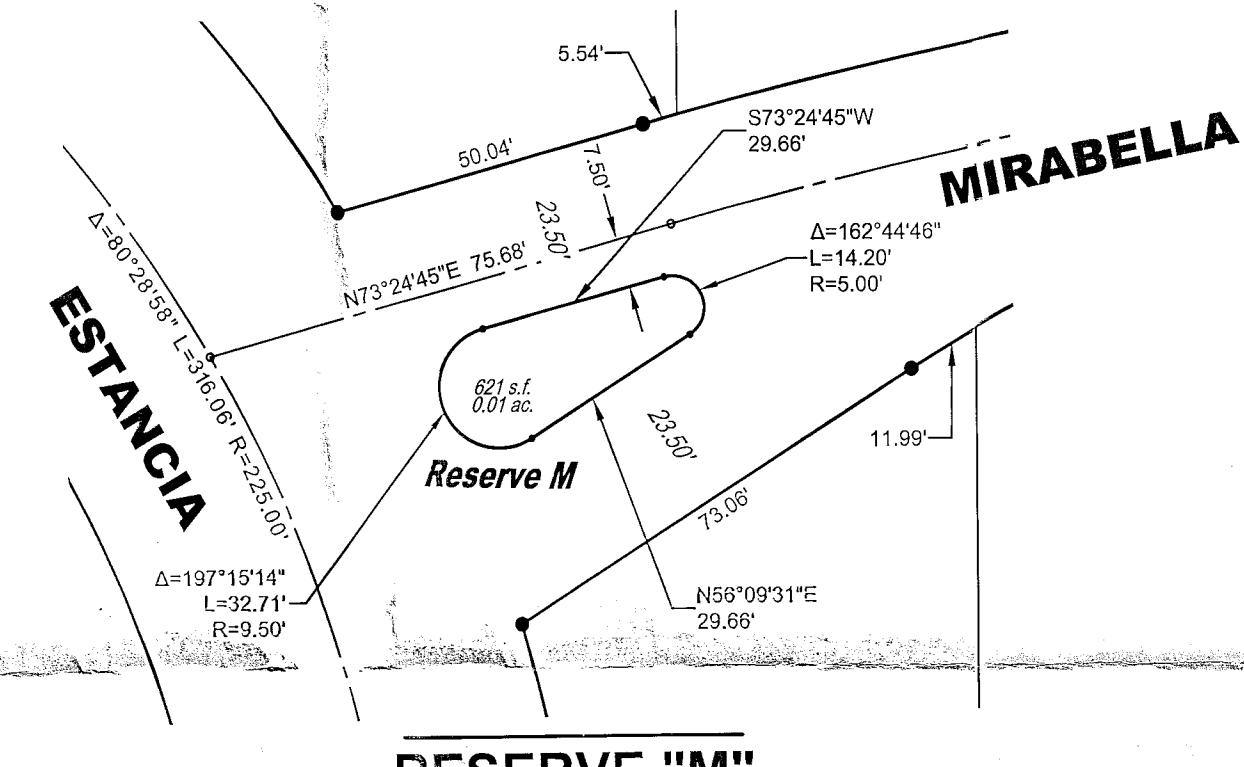 5.54'
S73°24'45"W
29.66'
50.04'
7.50'
23.50'
MIRABELLA
Δ=162°44'46"
L=14.20'
R=5.00'
N73°24'45"E 75.68'
Δ=80°28'58" L=316.06' R=225.00'
ESTANCIA
621 s.f.
0.01 ac.
Reserve M
23.50'
11.99'
73.06'
Δ=197°15'14"
L=32.71'
R=9.50'
N56°09'31"E
29.66'
RESERVE "M"